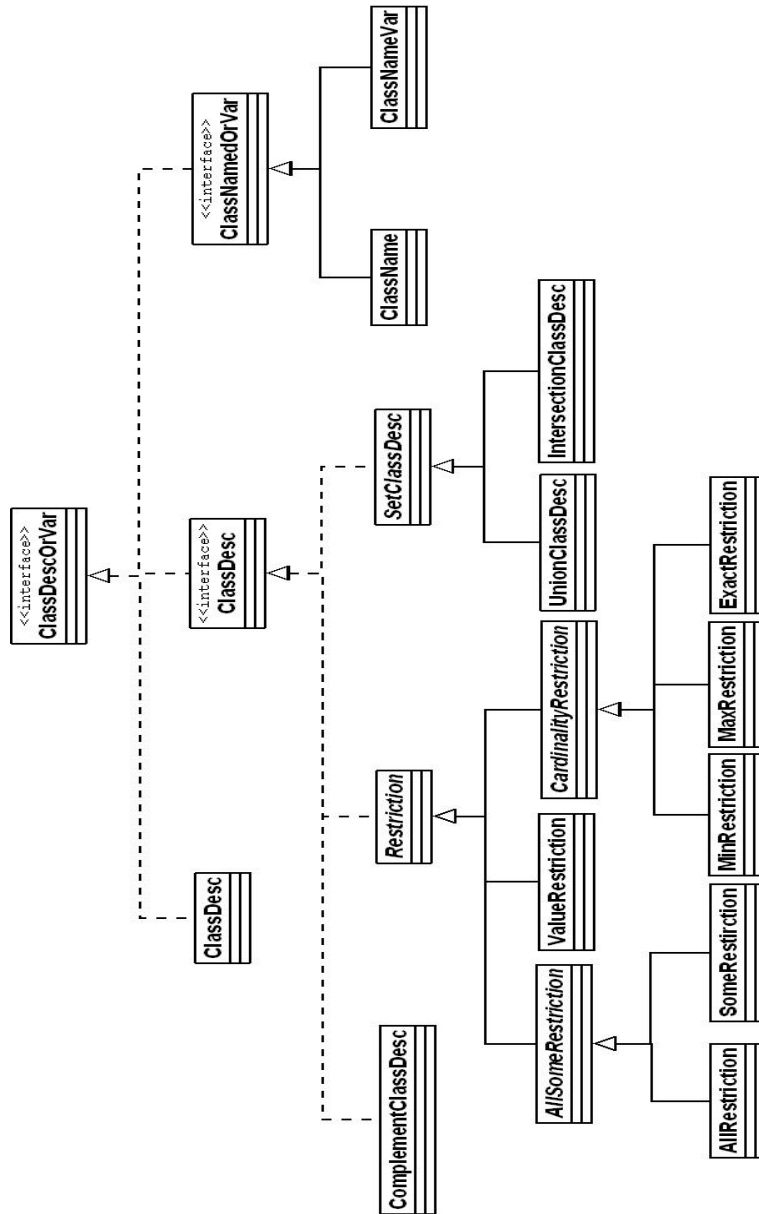 <<interface>>
ClassDescOrVar
ClassDesc
<<interface>>
ClassDesc
<<interface>>
ClassNamedOrVar
ComplementClassDesc
Restriction
SetClassDesc
ClassName
ClassNameVar
AllSomeRestriction
ValueRestriction
CardinalityRestriction
UnionClassDesc
IntersectionClassDesc
AllRestriction
SomeRestirction
MinRestriction
MaxRestriction
ExactRestriction